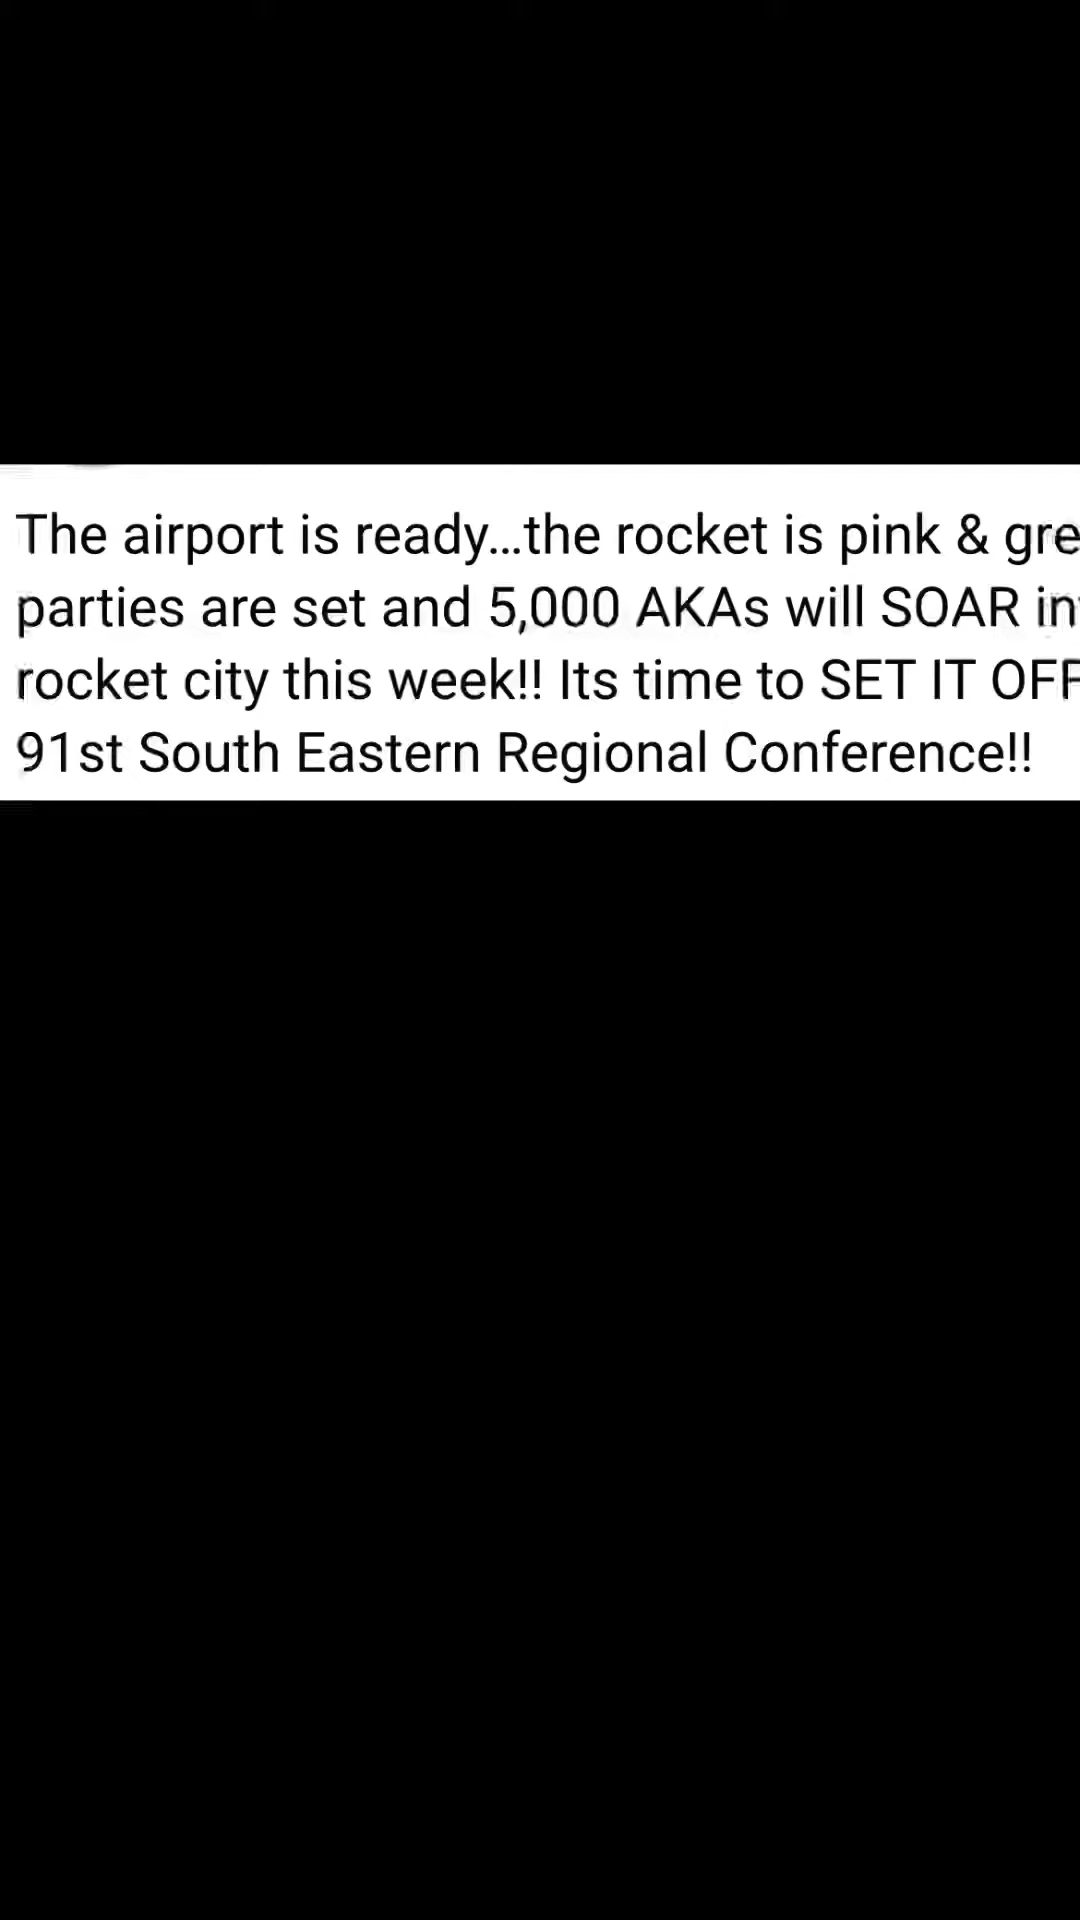 The airport is ready...the rocket is pink & gre
parties are set and 5,000 AKAs will SOAR in
rocket city this week!! Its time to SET IT OFF
91st South Eastern Regional Conference!!